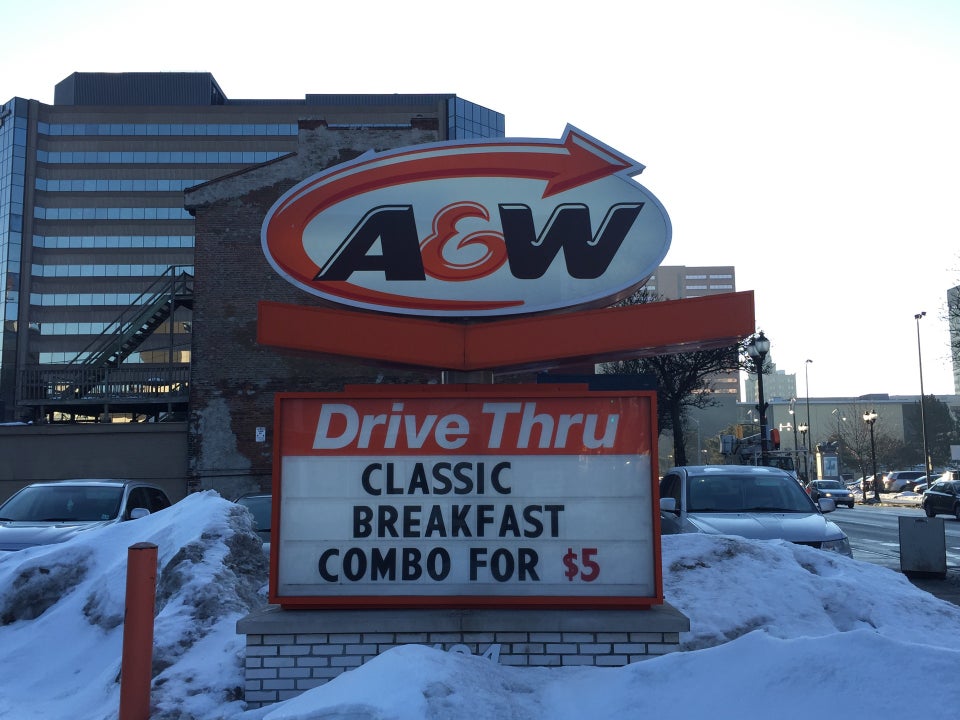 A&W
Drive Thru
CLASSIC
BREAKFAST
COMBO FOR $5